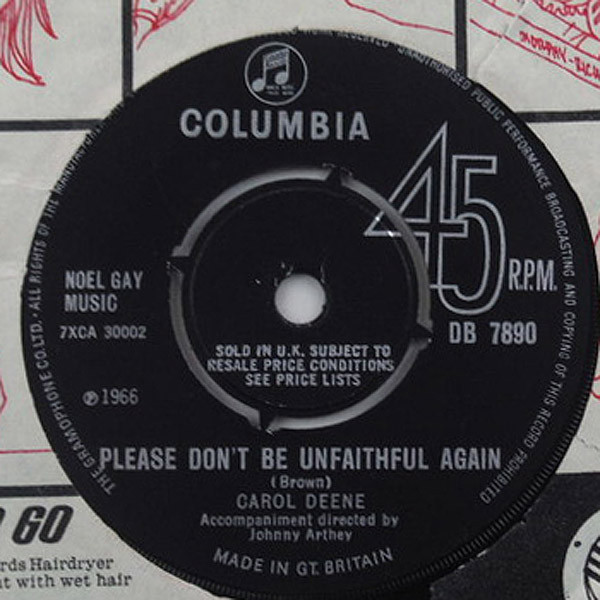 COLUMBIA
45
R.P.M.
NOEL GAY
MUSIC
7XCA 30002
DB 7890
SOLD IN U.K. SUBJECT TO
RESALE PRICE CONDITIONS
SEE PRICE LISTS
℗ 1966
PLEASE DON'T BE UNFAITHFUL AGAIN
(Brown)
CAROL DEENE
Accompaniment directed by
Johnny Arthey
MADE IN GT. BRITAIN
THE GRAMOPHONE CO. LTD. · ALL RIGHTS OF THE
RESERVED · UNAUTHORISED PUBLIC PERFORMANCE BROADCASTING AND COPYING OF THIS RECORD PROHIBITED
60
rds Hairdryer
t with wet hair